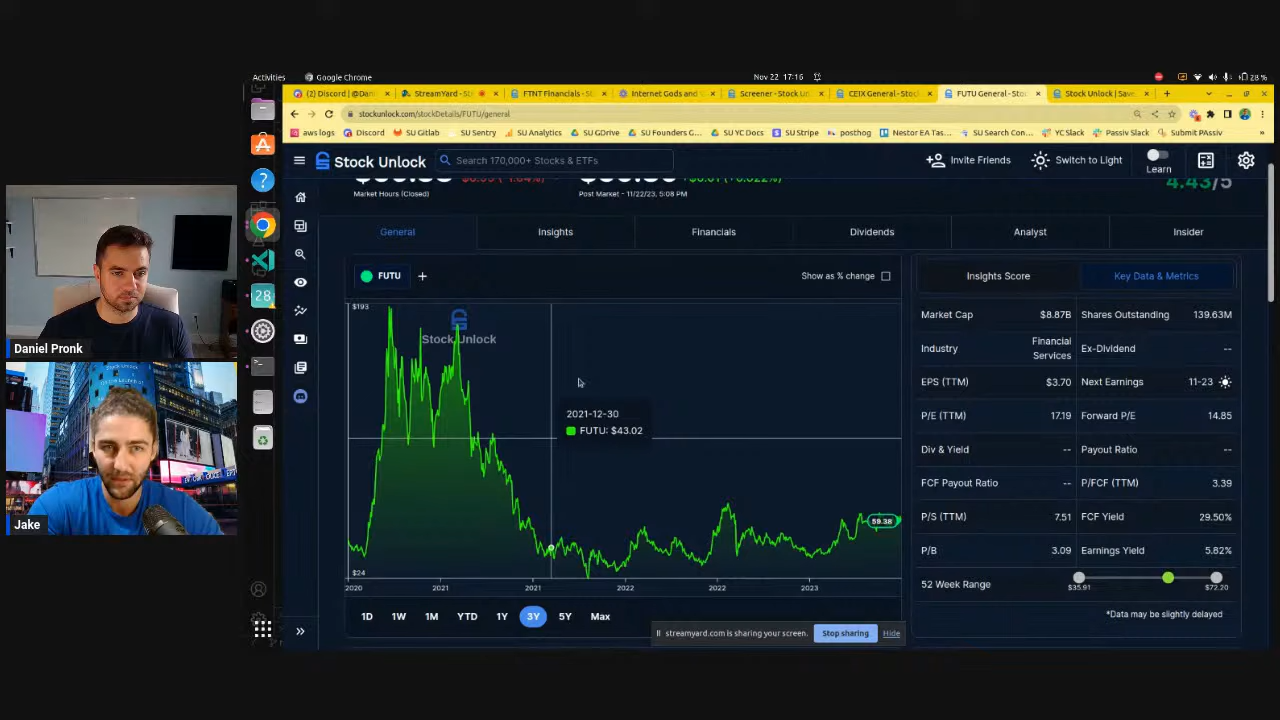 Activities
Google Chrome
Nov 22 17:16
28 %
() Discord | @Dani
StreamYard - St
FTNT Financials - St
Internet Gods and
Screener - Stock Un
CEIX General - Stoc
FUTU General - Stoc
Stock Unlock | Save
stockunlock.com/stockDetails/FUTU/general
aws logs
Discord
SU Gitlab
SU Sentry
SU Analytics
SU GDrive
SU Founders G...
SU YC Docs
SU Stripe
posthog
Nestor EA Tas...
SU Search Con...
YC Slack
Passiv Slack
Submit PAssiv
Stock Unlock
Search 170,000+ Stocks & ETFs
Invite Friends
Switch to Light
Learn
Market Hours (Closed)
Post Market - 11/22/23, 5:08 PM
4.43/5
General
Insights
Financials
Dividends
Analyst
Insider
FUTU
+
Show as % change
$193
Stock Unlock
2021-12-30
FUTU: $43.02
59.38
$24
2020
2021
2021
2022
2022
2023
1D
1W
1M
YTD
1Y
3Y
5Y
Max
Insights Score
Key Data & Metrics
Market Cap
$8.87B
Shares Outstanding
139.63M
Industry
Financial
Services
Ex-Dividend
--
EPS (TTM)
$3.70
Next Earnings
11-23
P/E (TTM)
17.19
Forward P/E
14.85
Div & Yield
--
Payout Ratio
--
FCF Payout Ratio
--
P/FCF (TTM)
3.39
P/S (TTM)
7.51
FCF Yield
29.50%
P/B
3.09
Earnings Yield
5.82%
52 Week Range
$35.91
$72.20
*Data may be slightly delayed
streamyard.com is sharing your screen.
Stop sharing
Hide
28
Daniel Pronk
Jake